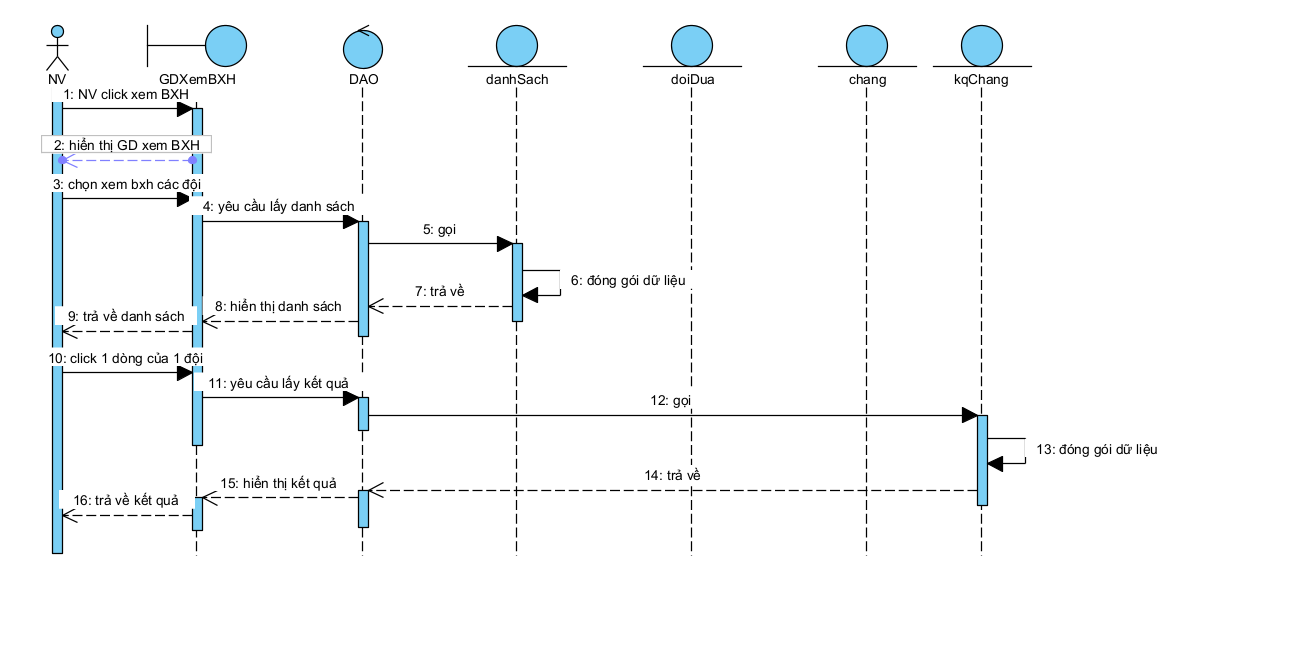 NV
GDXemBXH
DAO
danhSach
doiDua
chang
kqChang
1: NV click xem BXH
2: hiển thị GD xem BXH
3: chọn xem bxh các đội
4: yêu cầu lấy danh sách
5: gọi
6: đóng gói dữ liệu
7: trả về
8: hiển thị danh sách
9: trả về danh sách
10: click 1 dòng của 1 đội
11: yêu cầu lấy kết quả
12: gọi
13: đóng gói dữ liệu
14: trả về
15: hiển thị kết quả
16: trả về kết quả